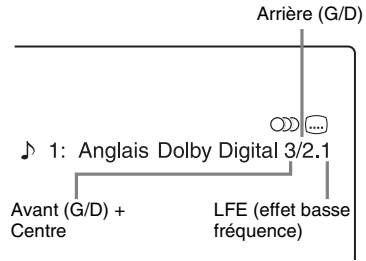 Arrière (G/D)
♪ 1: Anglais Dolby Digital 3/2.1
Avant (G/D) +
Centre
LFE (effet basse
fréquence)